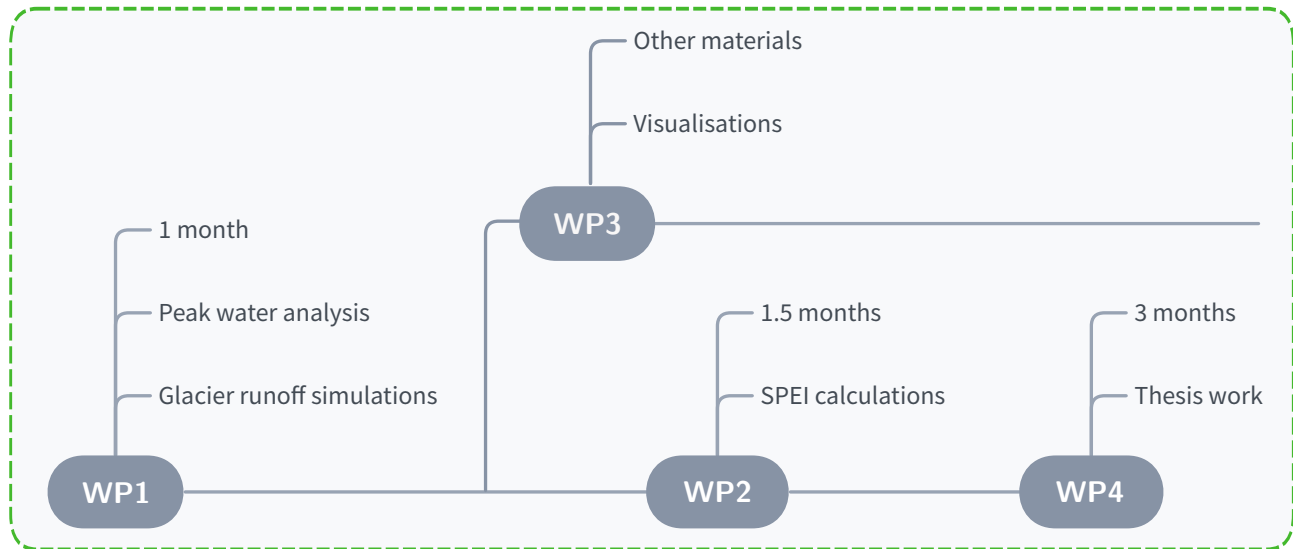 Other materials
Visualisations
WP3
1 month
Peak water analysis
Glacier runoff simulations
WP1
1.5 months
SPEI calculations
WP2
3 months
Thesis work
WP4